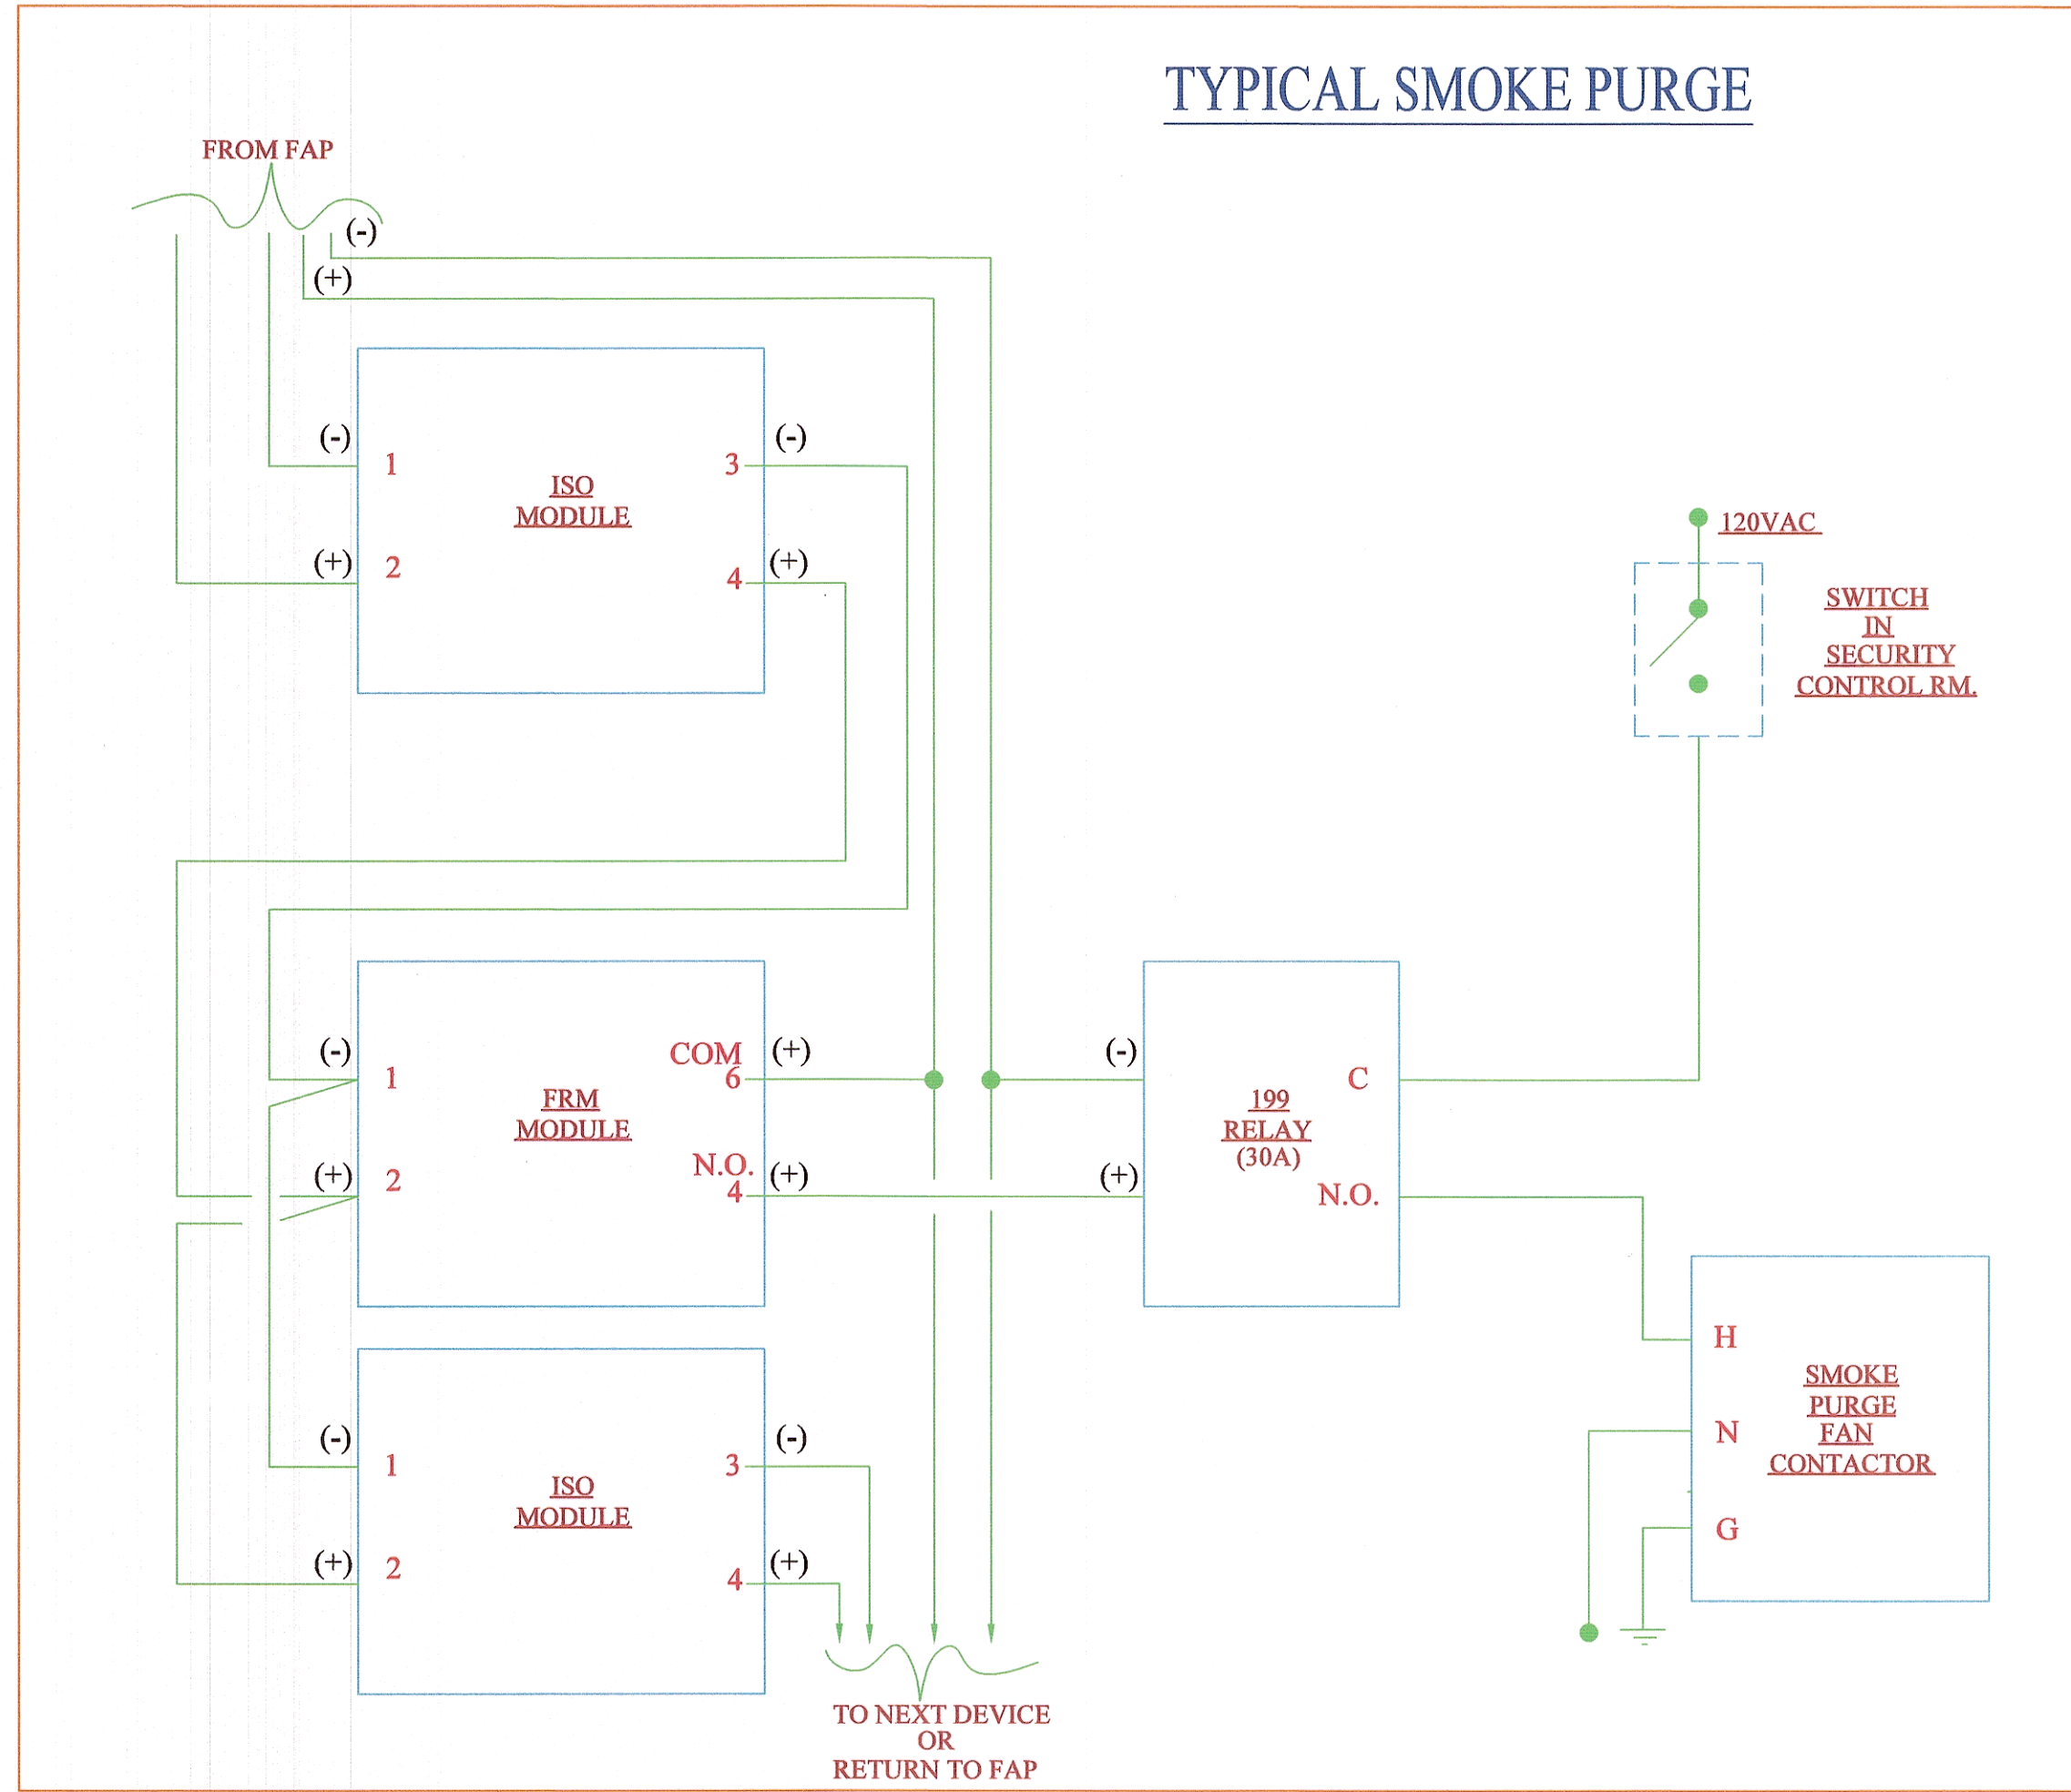 TYPICAL SMOKE PURGE
FROM FAP
(-)
(+)
(-)
1
ISO
MODULE
3
(-)
(+)
2
4
(+)
120VAC
SWITCH
IN
SECURITY
CONTROL RM.
(-)
1
FRM
MODULE
COM
6
(+)
(+)
2
N.O.
4
(+)
(-)
(+)
199
RELAY
(30A)
C
N.O.
H
N
G
SMOKE
PURGE
FAN
CONTACTOR
(-)
1
ISO
MODULE
3
(-)
(+)
2
4
(+)
TO NEXT DEVICE
OR
RETURN TO FAP